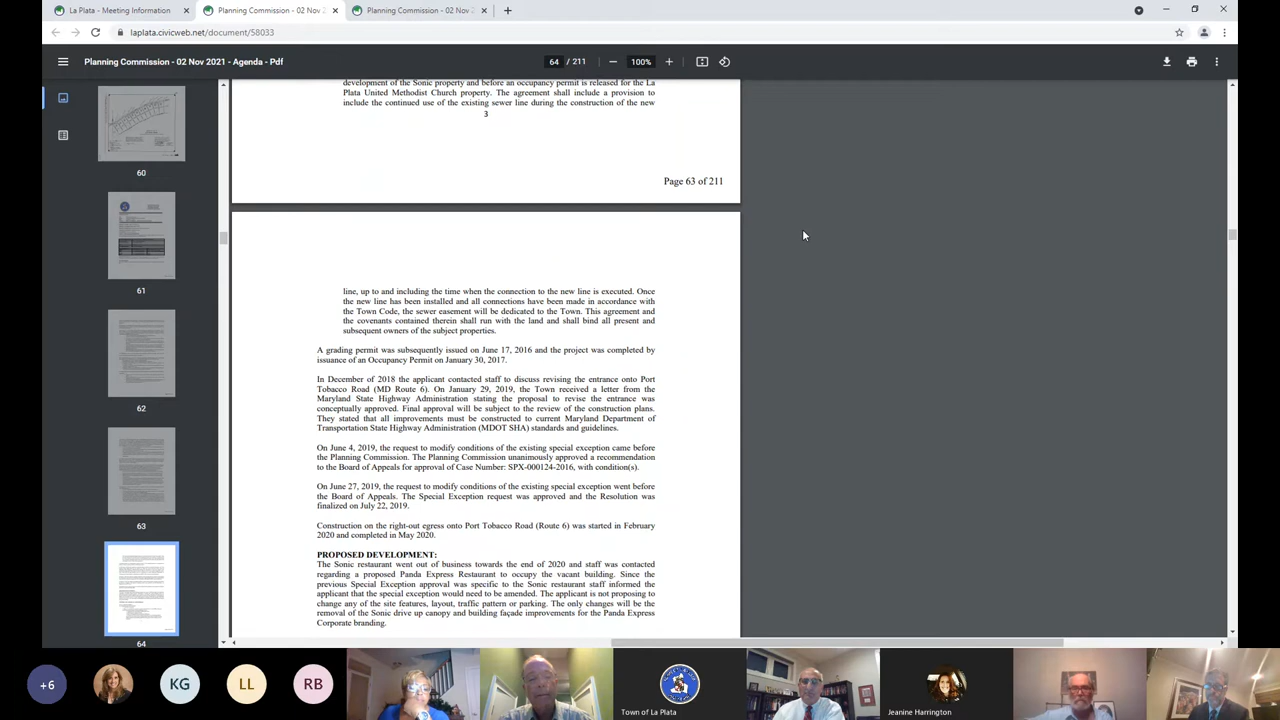 La Plata - Meeting Information
Planning Commission - 02 Nov 2
Planning Commission - 02 Nov 2
laplata.civicweb.net/document/58033
Planning Commission - 02 Nov 2021 - Agenda - Pdf
64 / 211
100%
60
61
62
63
64
development of the Sonic property and before an occupancy permit is released for the La
Plata United Methodist Church property. The agreement shall include a provision to
include the continued use of the existing sewer line during the construction of the new
3
Page 63 of 211
line, up to and including the time when the connection to the new line is executed. Once
the new line has been installed and all connections have been made in accordance with
the Town Code, the sewer easement will be dedicated to the Town. This agreement and
the covenants contained therein shall run with the land and shall bind all present and
subsequent owners of the subject properties.
A grading permit was subsequently issued on June 17, 2016 and the project was completed by
issuance of an Occupancy Permit on January 30, 2017.
In December of 2018 the applicant contacted staff to discuss revising the entrance onto Port
Tobacco Road (MD Route 6). On January 29, 2019, the Town received a letter from the
Maryland State Highway Administration stating the proposal to revise the entrance was
conceptually approved. Final approval will be subject to the review of the construction plans.
They stated that all improvements must be constructed to current Maryland Department of
Transportation State Highway Administration (MDOT SHA) standards and guidelines.
On June 4, 2019, the request to modify conditions of the existing special exception came before
the Planning Commission. The Planning Commission unanimously approved a recommendation
to the Board of Appeals for approval of Case Number: SPX-000124-2016, with condition(s).
On June 27, 2019, the request to modify conditions of the existing special exception went before
the Board of Appeals. The Special Exception request was approved and the Resolution was
finalized on July 22, 2019.
Construction on the right-out egress onto Port Tobacco Road (Route 6) was started in February
2020 and completed in May 2020.
PROPOSED DEVELOPMENT:
The Sonic restaurant went out of business towards the end of 2020 and staff was contacted
regarding a proposed Panda Express Restaurant to occupy the vacant building. Since the
previous Special Exception approval was specific to the Sonic restaurant staff informed the
applicant that the special exception would need to be amended. The applicant is not proposing to
change any of the site features, layout, traffic pattern or parking. The only changes will be the
removal of the Sonic drive up canopy and building façade improvements for the Panda Express
Corporate branding.
+6
KG
LL
RB
Town of La Plata
Jeanine Harrington